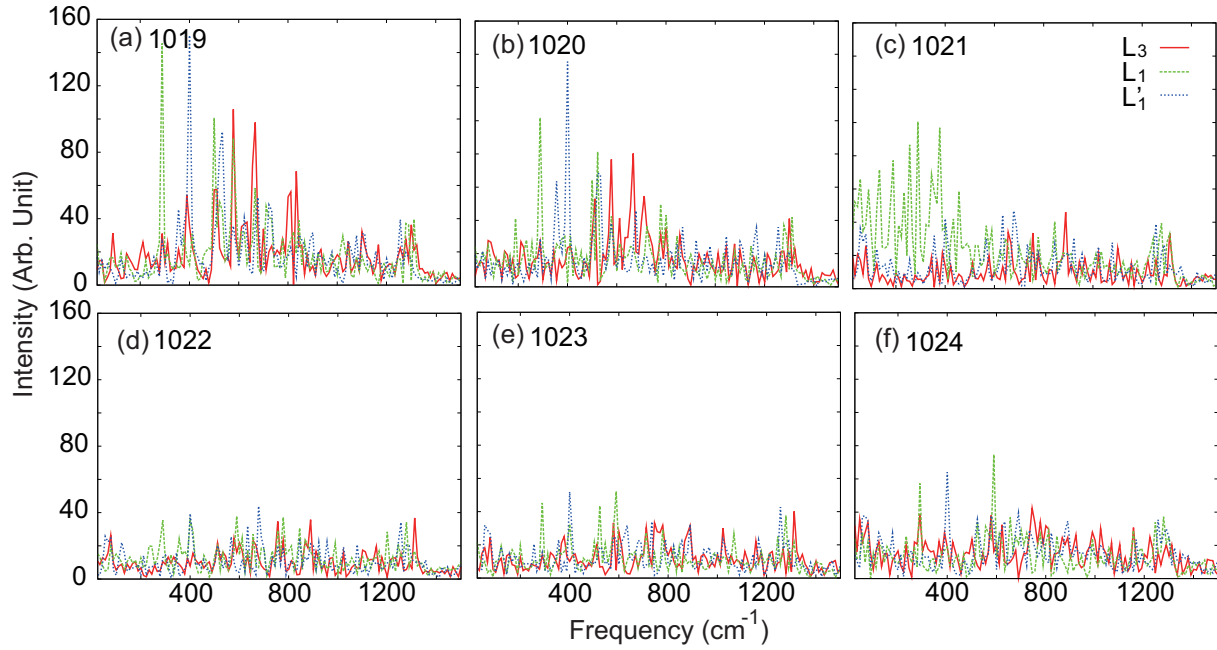 160
120
80
40
0
(a) 1019
(b) 1020
(c) 1021
L3
L1
L'1
Intensity (Arb. Unit)
160
120
80
40
0
(d) 1022
(e) 1023
(f) 1024
400 800 1200
400 800 1200
400 800 1200
Frequency (cm-1)